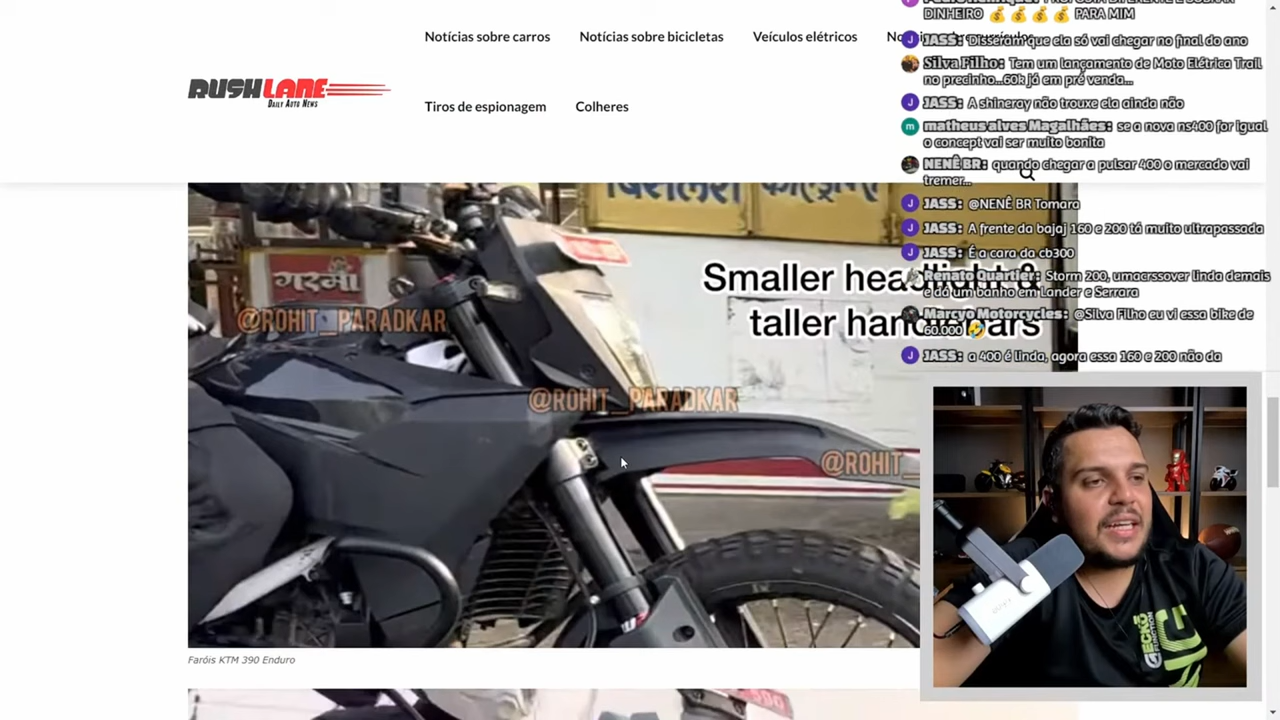 Notícias sobre carros
Notícias sobre bicicletas
Veículos elétricos
RUSHLANE
DAILY AUTO NEWS
Tiros de espionagem
Colheres
DINHEIRO 💰 💰 💰 💰 PARA MIM
JASS: Disseram que ela só vai chegar no final do ano
Silva Filho: Tem um lançamento de Moto Elétrica Trail
no precinho...60k já em pré venda...
J JASS: A shineray não trouxe ela ainda não
m matheus alves Magalhães: se a nova ns400 for igual
o concept vai ser muito bonita
NENÊ BR: quando chegar a pulsar 400 o mercado vai
tremer...
J JASS: @NENÊ BR Tomara
J JASS: A frente da bajaj 160 e 200 tá muito ultrapassada
J JASS: É a cara da cb300
Renato Quartier: Storm 200, umacrssover linda demais
e dá um banho em Lander e Serrara
Marcyo Motorcycles: @Silva Filho eu vi essa bike de
60.000 🤣
J JASS: a 400 é linda, agora essa 160 e 200 não da
गरमा
Smaller headlight &
taller handlebars
@ROHIT_PARADKAR
@ROHIT_PARADKAR
@ROHIT_
GECKO
Faróis KTM 390 Enduro